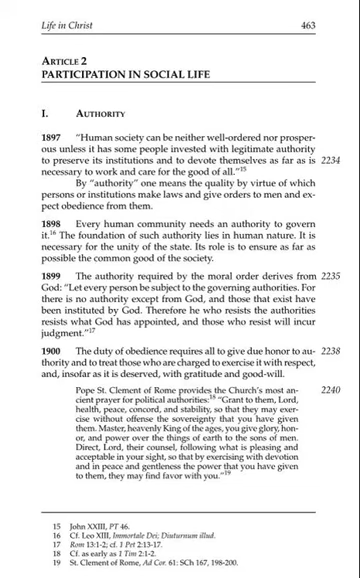 Life in Christ 463
ARTICLE 2
PARTICIPATION IN SOCIAL LIFE
I. AUTHORITY
1897 “Human society can be neither well-ordered nor prosper-
ous unless it has some people invested with legitimate authority
to preserve its institutions and to devote themselves as far as is 2234
necessary to work and care for the good of all.”15
By “authority” one means the quality by virtue of which
persons or institutions make laws and give orders to men and ex-
pect obedience from them.
1898 Every human community needs an authority to govern
it.16 The foundation of such authority lies in human nature. It is
necessary for the unity of the state. Its role is to ensure as far as
possible the common good of the society.
1899 The authority required by the moral order derives from 2235
God: “Let every person be subject to the governing authorities. For
there is no authority except from God, and those that exist have
been instituted by God. Therefore he who resists the authorities
resists what God has appointed, and those who resist will incur
judgment.”17
1900 The duty of obedience requires all to give due honor to au- 2238
thority and to treat those who are charged to exercise it with respect,
and, insofar as it is deserved, with gratitude and good-will.
Pope St. Clement of Rome provides the Church’s most an- 2240
cient prayer for political authorities:18 “Grant to them, Lord,
health, peace, concord, and stability, so that they may exer-
cise without offense the sovereignty that you have given
them. Master, heavenly King of the ages, you give glory, hon-
or, and power over the things of earth to the sons of men.
Direct, Lord, their counsel, following what is pleasing and
acceptable in your sight, so that by exercising with devotion
and in peace and gentleness the power that you have given
to them, they may find favor with you.”19
15 John XXIII, PT 46.
16 Cf. Leo XIII, Immortale Dei; Diuturnum illud.
17 Rom 13:1-2; cf. 1 Pet 2:13-17.
18 Cf. as early as 1 Tim 2:1-2.
19 St. Clement of Rome, Ad Cor. 61: SCh 167, 198-200.